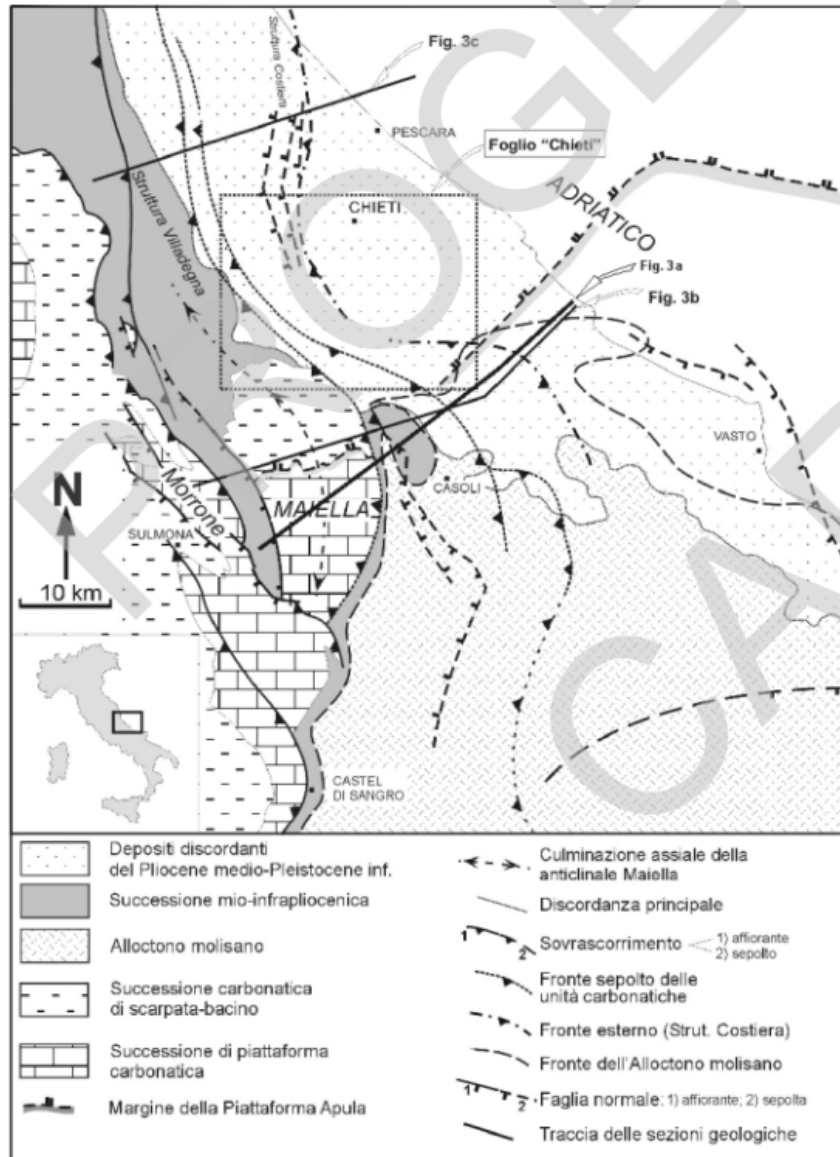 Fig. 3c
Struttura Costiera
PESCARA
Foglio "Chieti"
ADRIATICO
CHIETI
Struttura Villadegna
Fig. 3a
Fig. 3b
VASTO
CASOLI
Morrone
MAIELLA
SULMONA
N
10 km
CASTEL
DI SANGRO
Depositi discordanti
del Pliocene medio-Pleistocene inf.
Successione mio-infrapliocenica
Alloctono molisano
Successione carbonatica
di scarpata-bacino
Successione di piattaforma
carbonatica
Margine della Piattaforma Apula
Culminazione assiale della
anticlinale Maiella
Discordanza principale
1 2 Sovrascorrimento 1) affiorante
2) sepolto
Fronte sepolto delle
unità carbonatiche
Fronte esterno (Strut. Costiera)
Fronte dell'Alloctono molisano
1 2 Faglia normale: 1) affiorante; 2) sepolta
Traccia delle sezioni geologiche